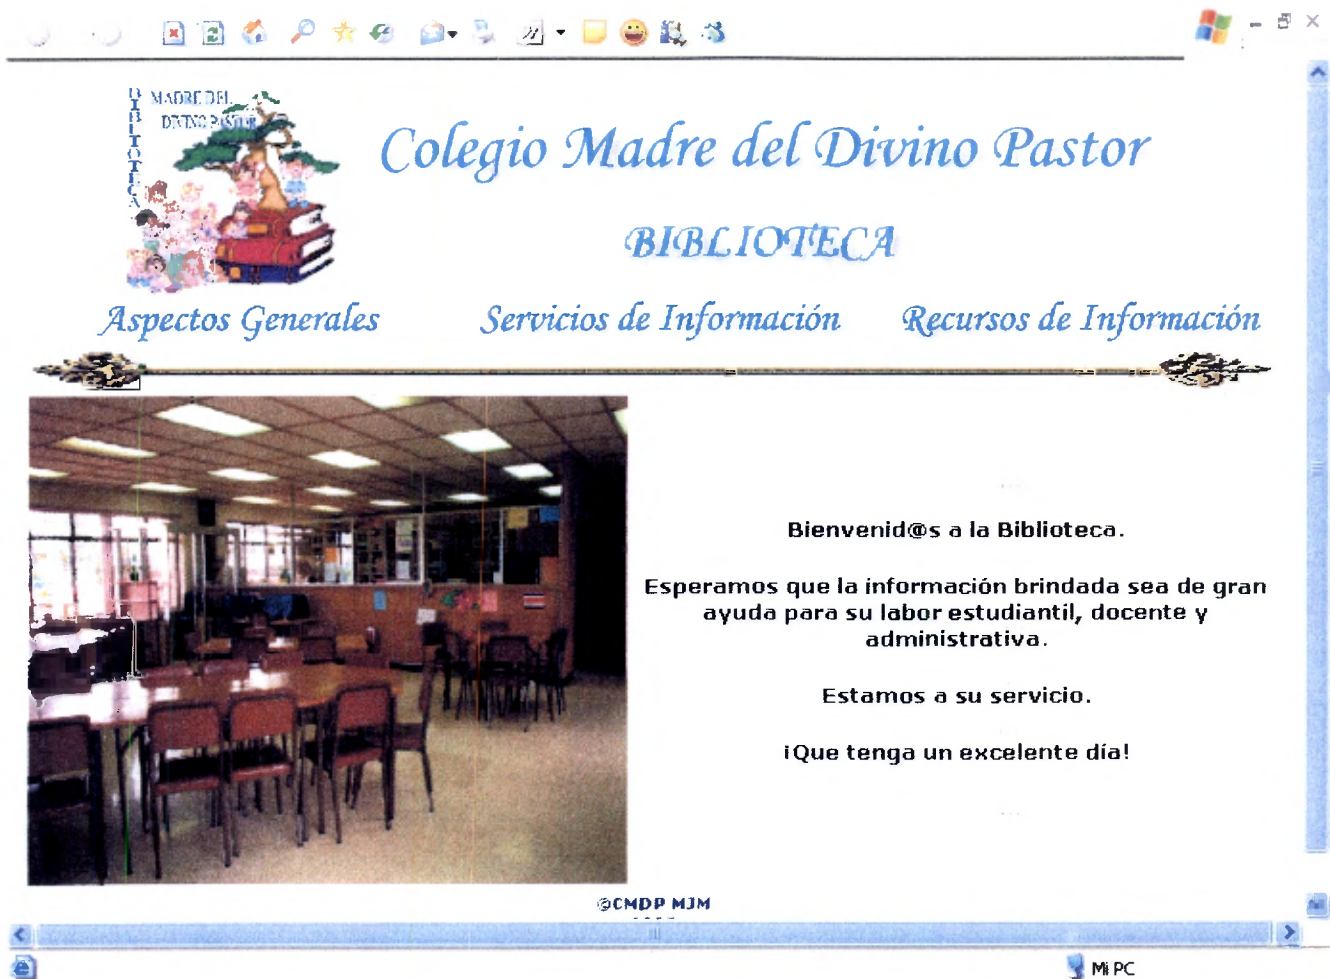 BIBLIOTECA
MADRE DEL
DIVINO PASTOR
Colegio Madre del Divino Pastor
BIBLIOTECA
Aspectos Generales
Servicios de Información
Recursos de Información
Bienvenid@s a la Biblioteca.
Esperamos que la información brindada sea de gran
ayuda para su labor estudiantil, docente y
administrativa.
Estamos a su servicio.
¡Que tenga un excelente día!
©CMDP MJM
Mi PC